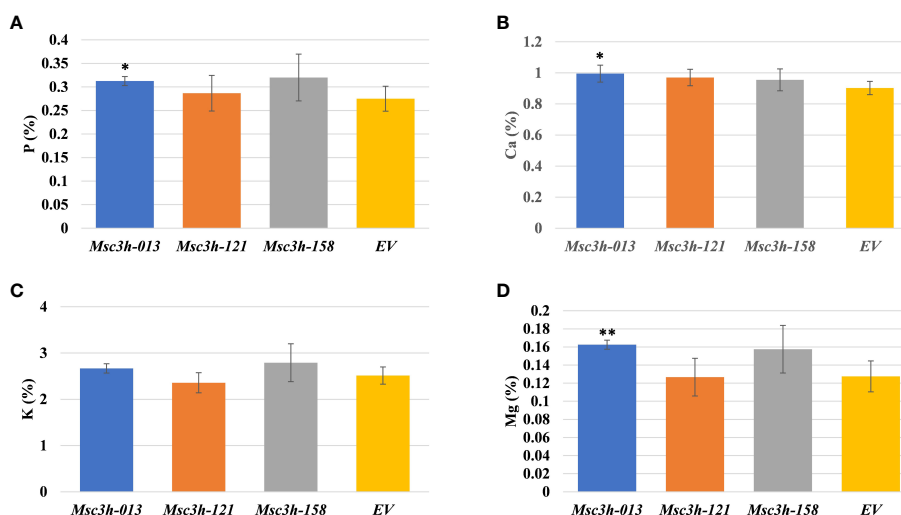 A
P (%)
0.4
0.35
0.3
0.25
0.2
0.15
0.1
0.05
0
*
Msc3h-013 Msc3h-121 Msc3h-158 EV
B
Ca (%)
1.2
1
0.8
0.6
0.4
0.2
0
*
Msc3h-013 Msc3h-121 Msc3h-158 EV
C
K (%)
4
3
2
1
0
Msc3h-013 Msc3h-121 Msc3h-158 EV
D
Mg (%)
0.2
0.18
0.16
0.14
0.12
0.1
0.08
0.06
0.04
0.02
0
**
Msc3h-013 Msc3h-121 Msc3h-158 EV